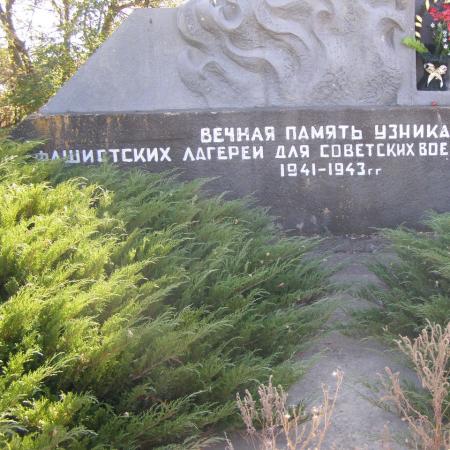 ВЕЧНАЯ ПАМЯТЬ УЗНИКА
ФАШИСТСКИХ ЛАГЕРЕЙ ДЛЯ СОВЕТСКИХ ВОЕ
1941-1943гг